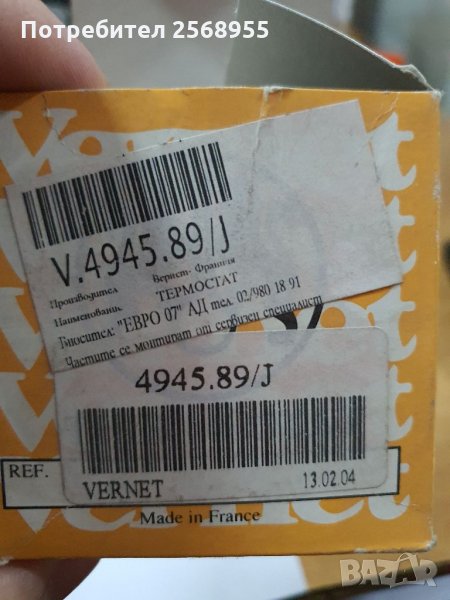 Потребител 2568955
V.4945.89/J
Производител Вернет- Франция
Наименование ТЕРМОСТАТ
Вносител: "ЕВРО 07" АД тел. 02/980 18 91
Частите се монтират от сервизен специалист
4945.89/J
REF.
VERNET 13.02.04
Made in France
BAZAR